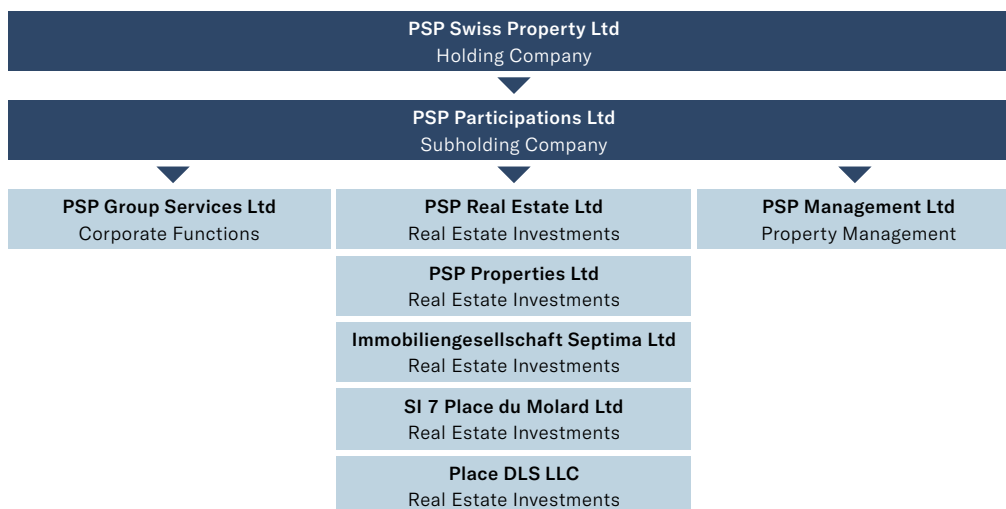 PSP Swiss Property Ltd
Holding Company
PSP Participations Ltd
Subholding Company
PSP Group Services Ltd
Corporate Functions
PSP Real Estate Ltd
Real Estate Investments
PSP Management Ltd
Property Management
PSP Properties Ltd
Real Estate Investments
Immobiliengesellschaft Septima Ltd
Real Estate Investments
SI 7 Place du Molard Ltd
Real Estate Investments
Place DLS LLC
Real Estate Investments